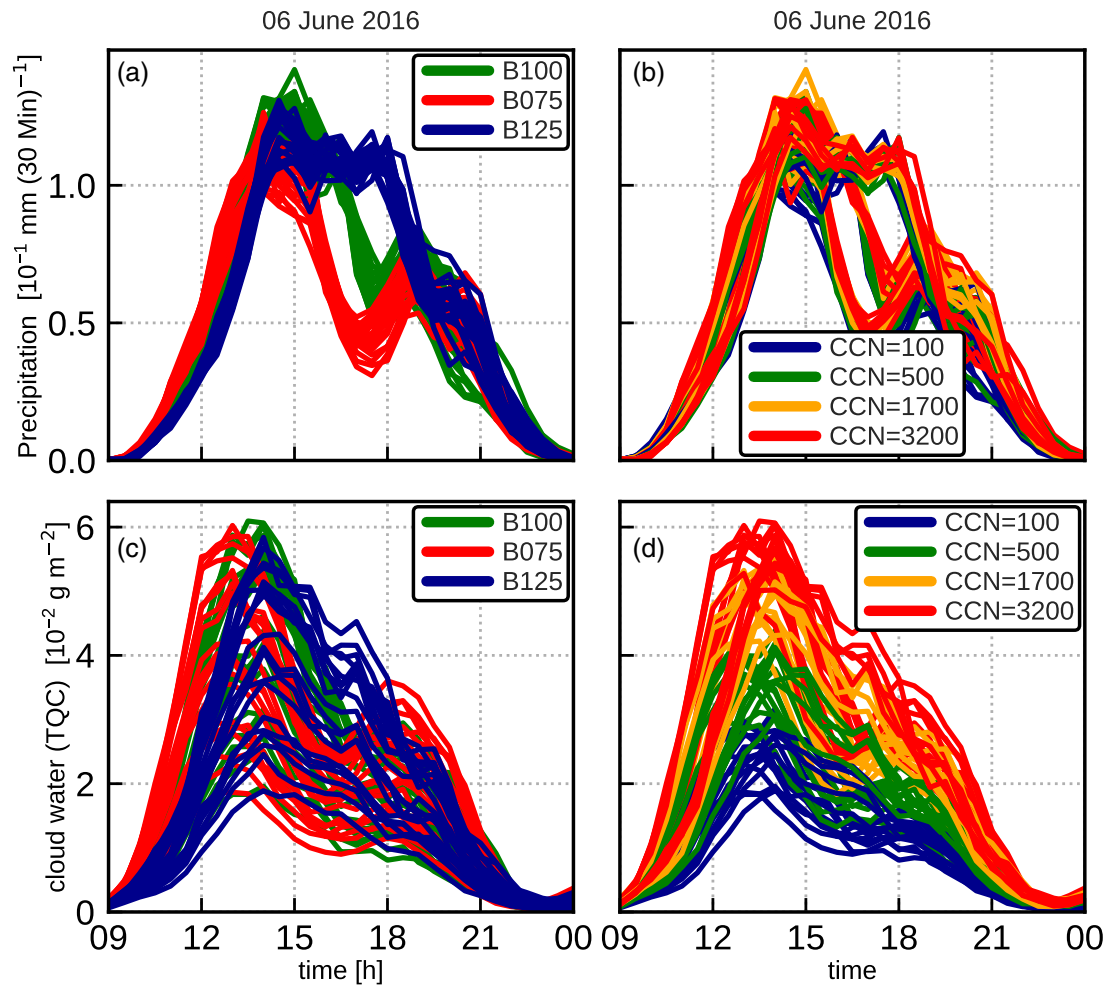 06 June 2016
06 June 2016
(a)
B100
B075
B125
(b)
Precipitation [10⁻¹ mm (30 Min)⁻¹]
1.0
0.5
0.0
CCN=100
CCN=500
CCN=1700
CCN=3200
(c)
B100
B075
B125
(d)
CCN=100
CCN=500
CCN=1700
CCN=3200
cloud water (TQC) [10⁻² g m⁻²]
6
4
2
0
09 12 15 18 21 00 09 12 15 18 21 00
time [h]
time